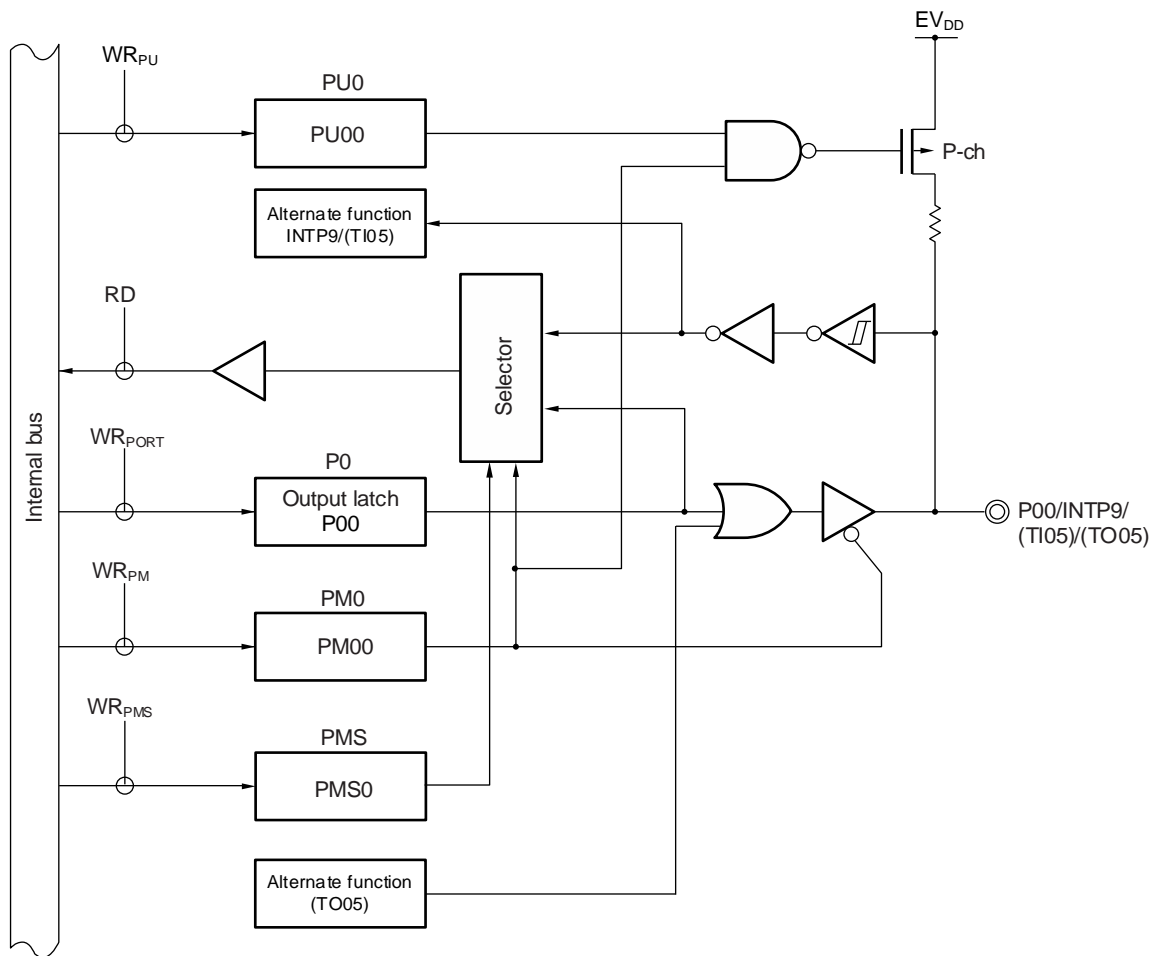 EVDD
WRPU
PU0
PU00
P-ch
Alternate function
INTP9/(TI05)
RD
Selector
Internal bus
WRPORT
P0
Output latch
P00
P00/INTP9/
(TI05)/(TO05)
WRPM
PM0
PM00
WRPMS
PMS
PMS0
Alternate function
(TO05)